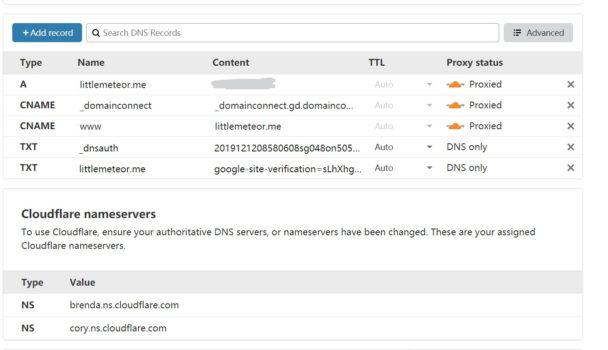 +Add record Search DNS Records Advanced
Type Name Content TTL Proxy status
A littlemeteor.me Auto Proxied
CNAME _domainconnect _domainconnect.gd.domainco... Auto Proxied
CNAME www littlemeteor.me Auto Proxied
TXT _dnsauth 2019121208580608sg048on505... Auto DNS only
TXT littlemeteor.me google-site-verification=sLhXhg... Auto DNS only
Cloudflare nameservers
To use Cloudflare, ensure your authoritative DNS servers, or nameservers have been changed. These are your assigned
Cloudflare nameservers.
Type Value
NS brenda.ns.cloudflare.com
NS cory.ns.cloudflare.com